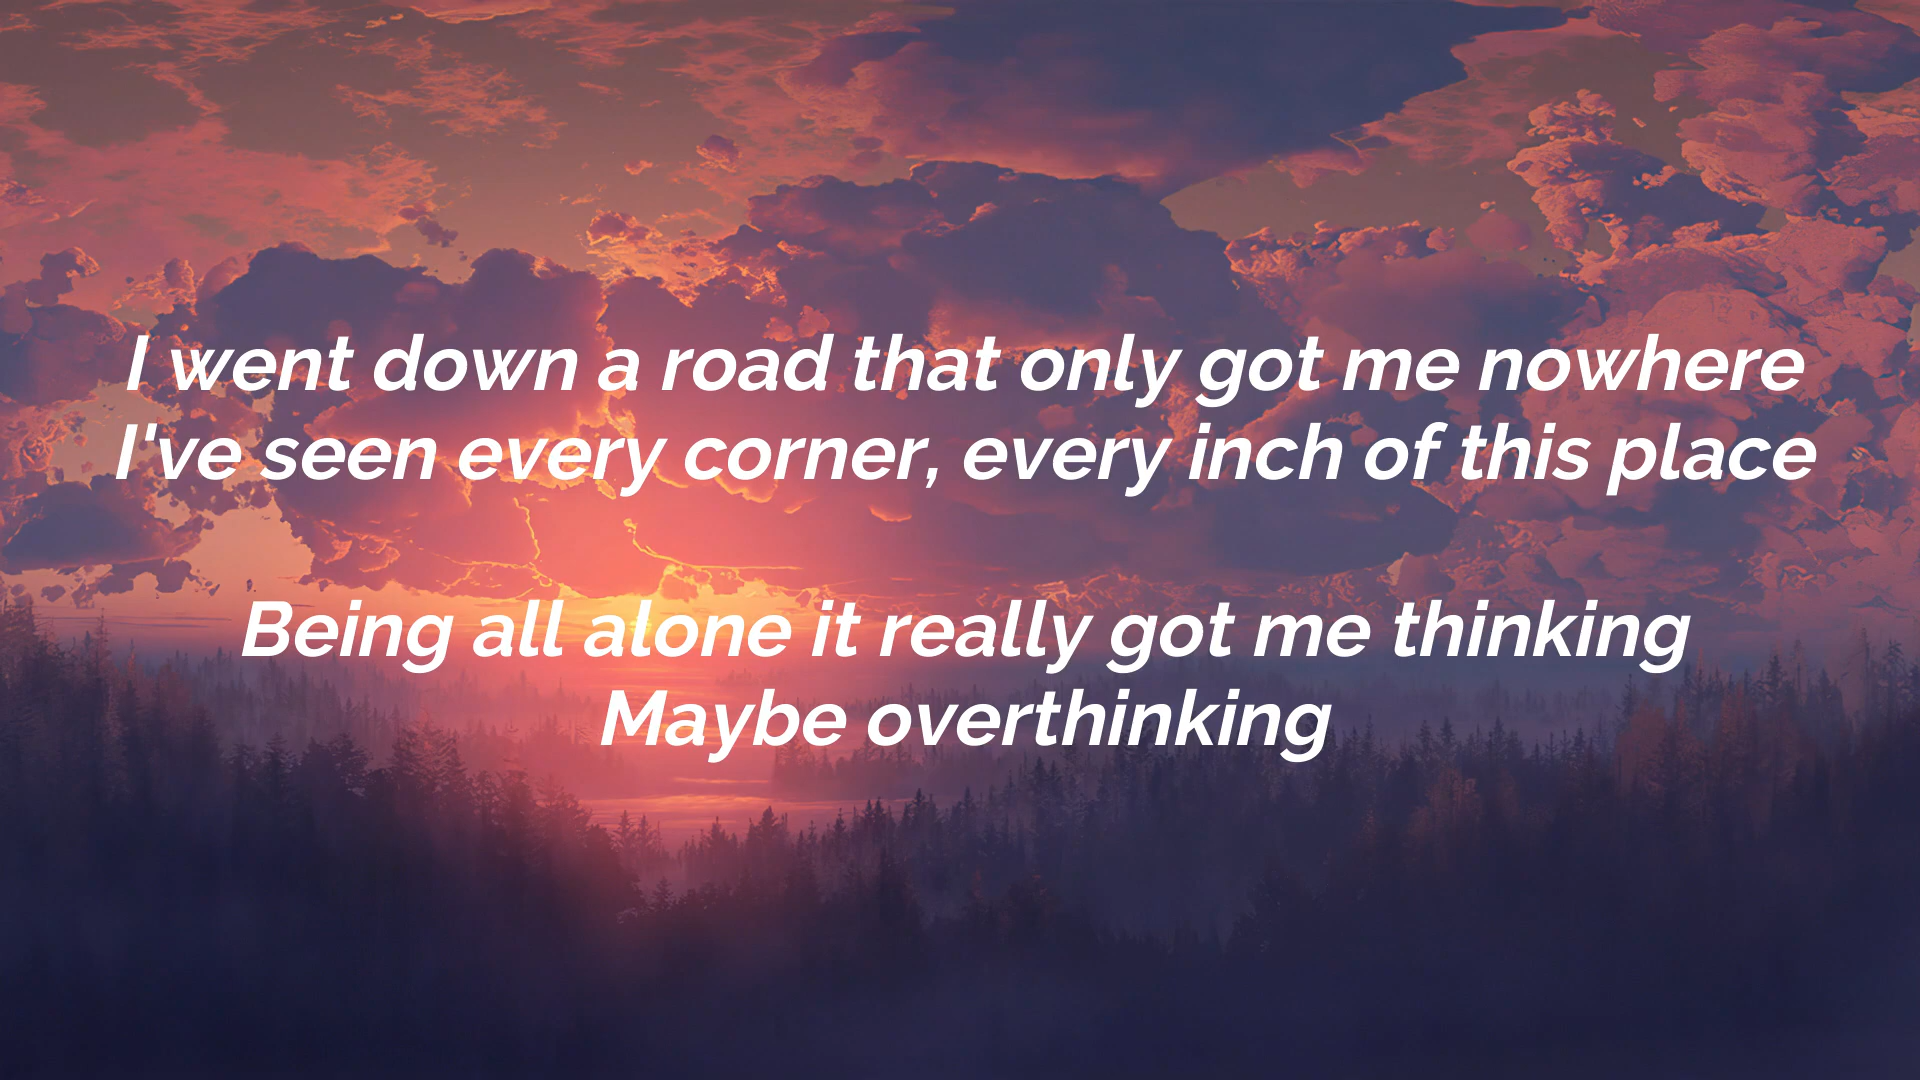 I went down a road that only got me nowhere
I've seen every corner, every inch of this place
Being all alone it really got me thinking
Maybe overthinking